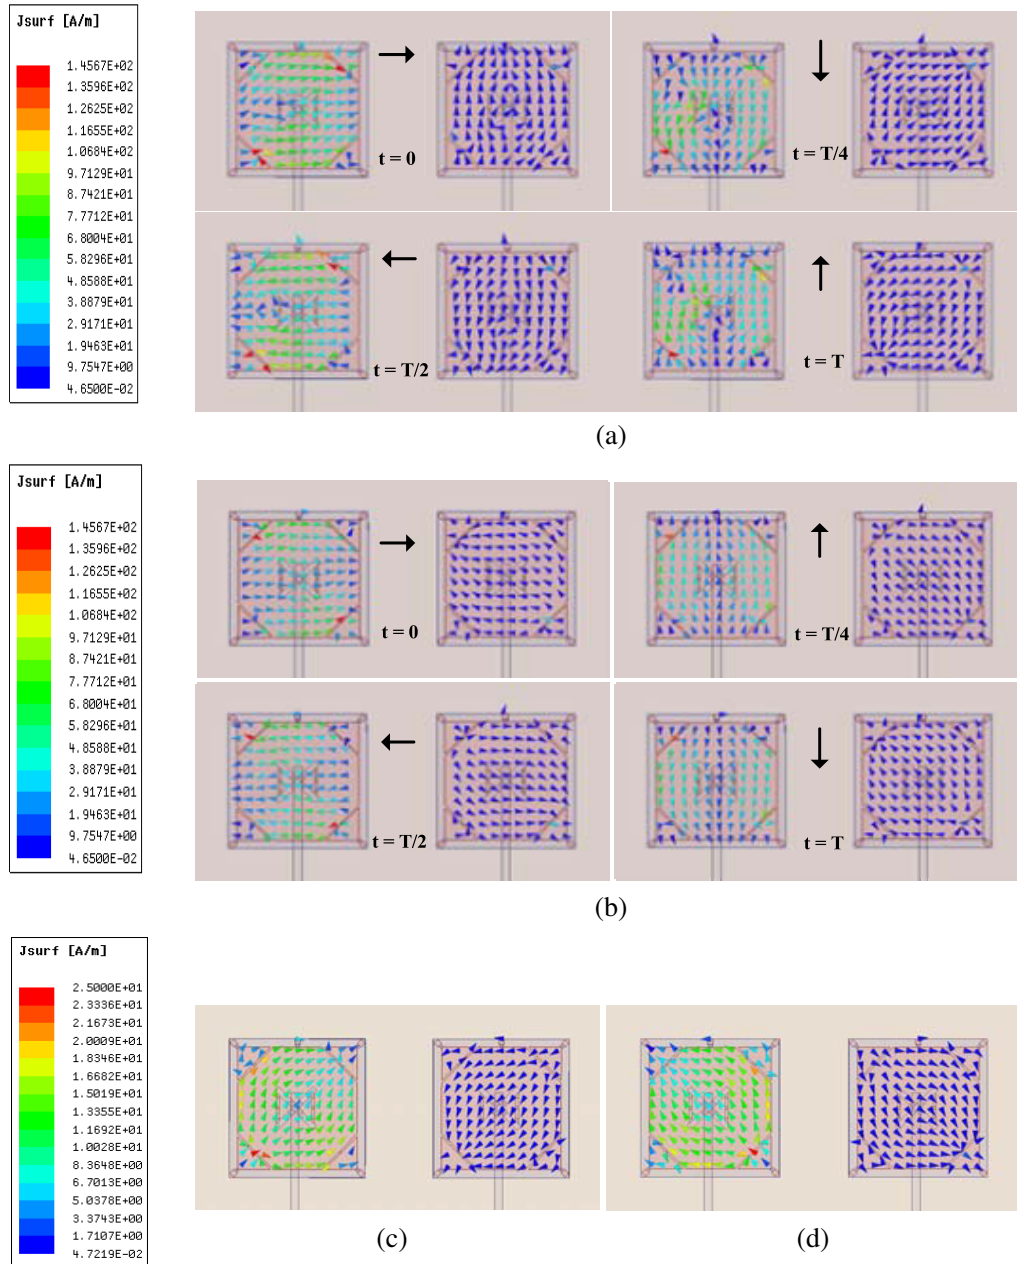 Jsurf [A/m]
1.4567E+02
1.3596E+02
1.2625E+02
1.1655E+02
1.0684E+02
9.7129E+01
8.7421E+01
7.7712E+01
6.8004E+01
5.8296E+01
4.8588E+01
3.8879E+01
2.9171E+01
1.9463E+01
9.7547E+00
4.6500E-02
t = 0
t = T/4
t = T/2
t = T
(a)
Jsurf [A/m]
1.4567E+02
1.3596E+02
1.2625E+02
1.1655E+02
1.0684E+02
9.7129E+01
8.7421E+01
7.7712E+01
6.8004E+01
5.8296E+01
4.8588E+01
3.8879E+01
2.9171E+01
1.9463E+01
9.7547E+00
4.6500E-02
t = 0
t = T/4
t = T/2
t = T
(b)
Jsurf [A/m]
2.5000E+01
2.3336E+01
2.1673E+01
2.0009E+01
1.8346E+01
1.6682E+01
1.5019E+01
1.3355E+01
1.1692E+01
1.0028E+01
8.3648E+00
6.7013E+00
5.0378E+00
3.3743E+00
1.7107E+00
4.7219E-02
(c)
(d)